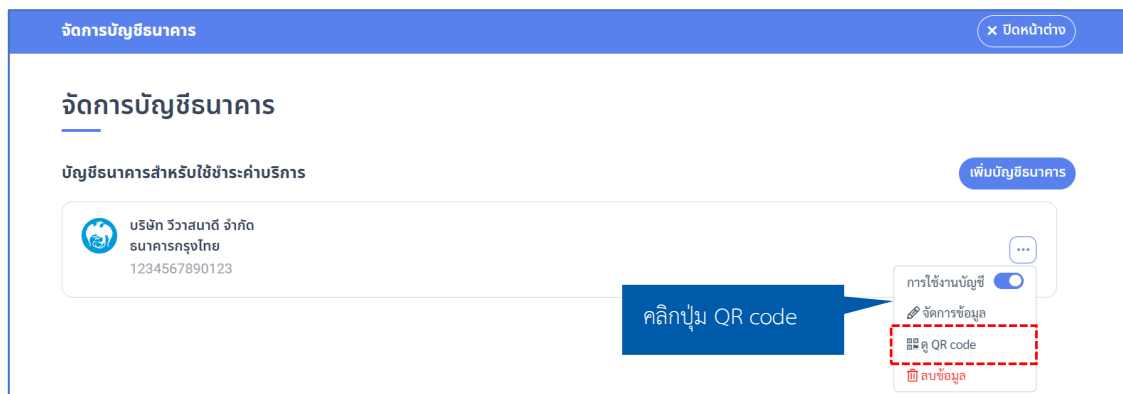 จัดการบัญชีธนาคาร
× ปิดหน้าต่าง
จัดการบัญชีธนาคาร
บัญชีธนาคารสำหรับใช้ชำระค่าบริการ
เพิ่มบัญชีธนาคาร
บริษัท วีวาสนาดี จำกัด
ธนาคารกรุงไทย
1234567890123
การใช้งานบัญชี
คลิกปุ่ม QR code
จัดการข้อมูล
ดู QR code
ลบข้อมูล